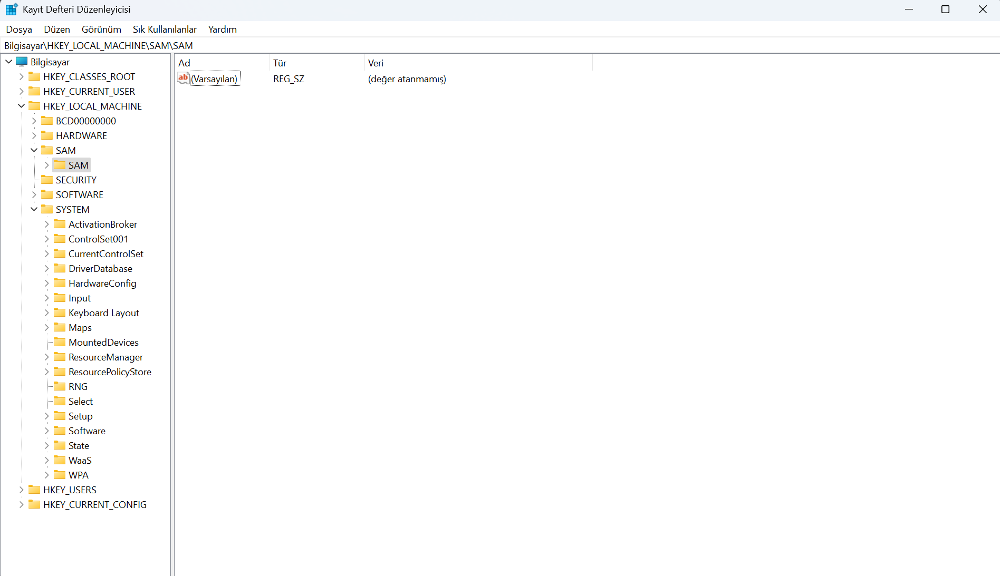 Kayıt Defteri Düzenleyicisi
Dosya Düzen Görünüm Sık Kullanılanlar Yardım
Bilgisayar\HKEY_LOCAL_MACHINE\SAM\SAM
Bilgisayar
HKEY_CLASSES_ROOT
HKEY_CURRENT_USER
HKEY_LOCAL_MACHINE
BCD00000000
HARDWARE
SAM
SAM
SECURITY
SOFTWARE
SYSTEM
ActivationBroker
ControlSet001
CurrentControlSet
DriverDatabase
HardwareConfig
Input
Keyboard Layout
Maps
MountedDevices
ResourceManager
ResourcePolicyStore
RNG
Select
Setup
Software
State
WaaS
WPA
HKEY_USERS
HKEY_CURRENT_CONFIG
Ad Tür Veri
ab (Varsayılan) REG_SZ (değer atanmamış)